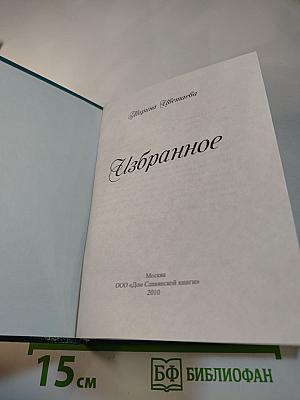 Марина Цветаева
Избранное
Москва
ООО «Дом Славянской книги»
2010
15 см
БФ БИБЛИОФАН